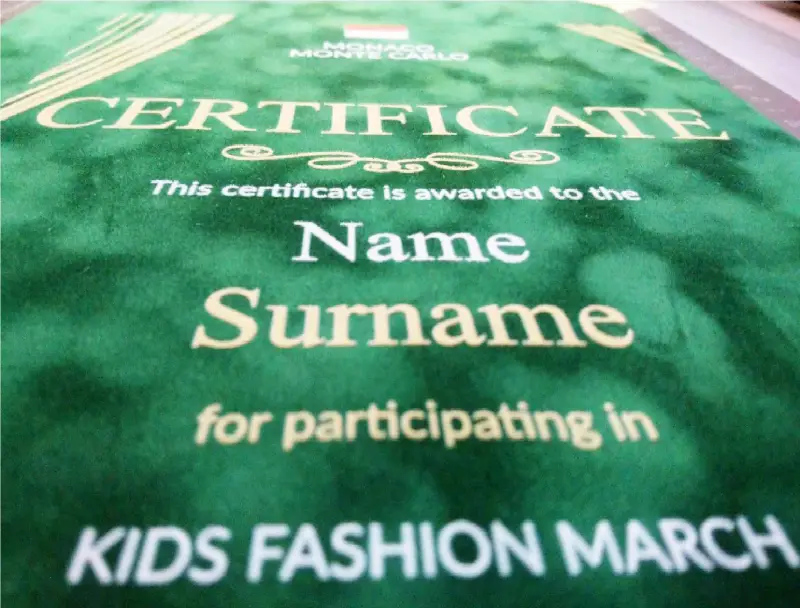 MONACO
MONTE CARLO
CERTIFICATE
This certificate is awarded to the
Name
Surname
for participating in
KIDS FASHION MARCH